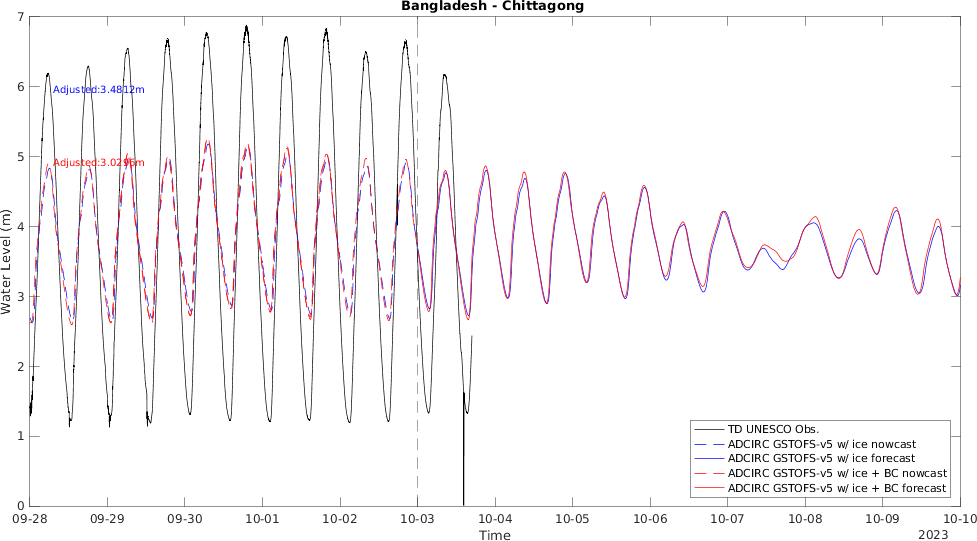 Bangladesh - Chittagong
7
6
5
4
3
2
1
0
Water Level (m)
Adjusted:3.4812m
Adjusted:3.0296m
TD UNESCO Obs.
ADCIRC GSTOFS-v5 w/ ice nowcast
ADCIRC GSTOFS-v5 w/ ice forecast
ADCIRC GSTOFS-v5 w/ ice + BC nowcast
ADCIRC GSTOFS-v5 w/ ice + BC forecast
09-28 09-29 09-30 10-01 10-02 10-03 10-04 10-05 10-06 10-07 10-08 10-09 10-10
Time
2023